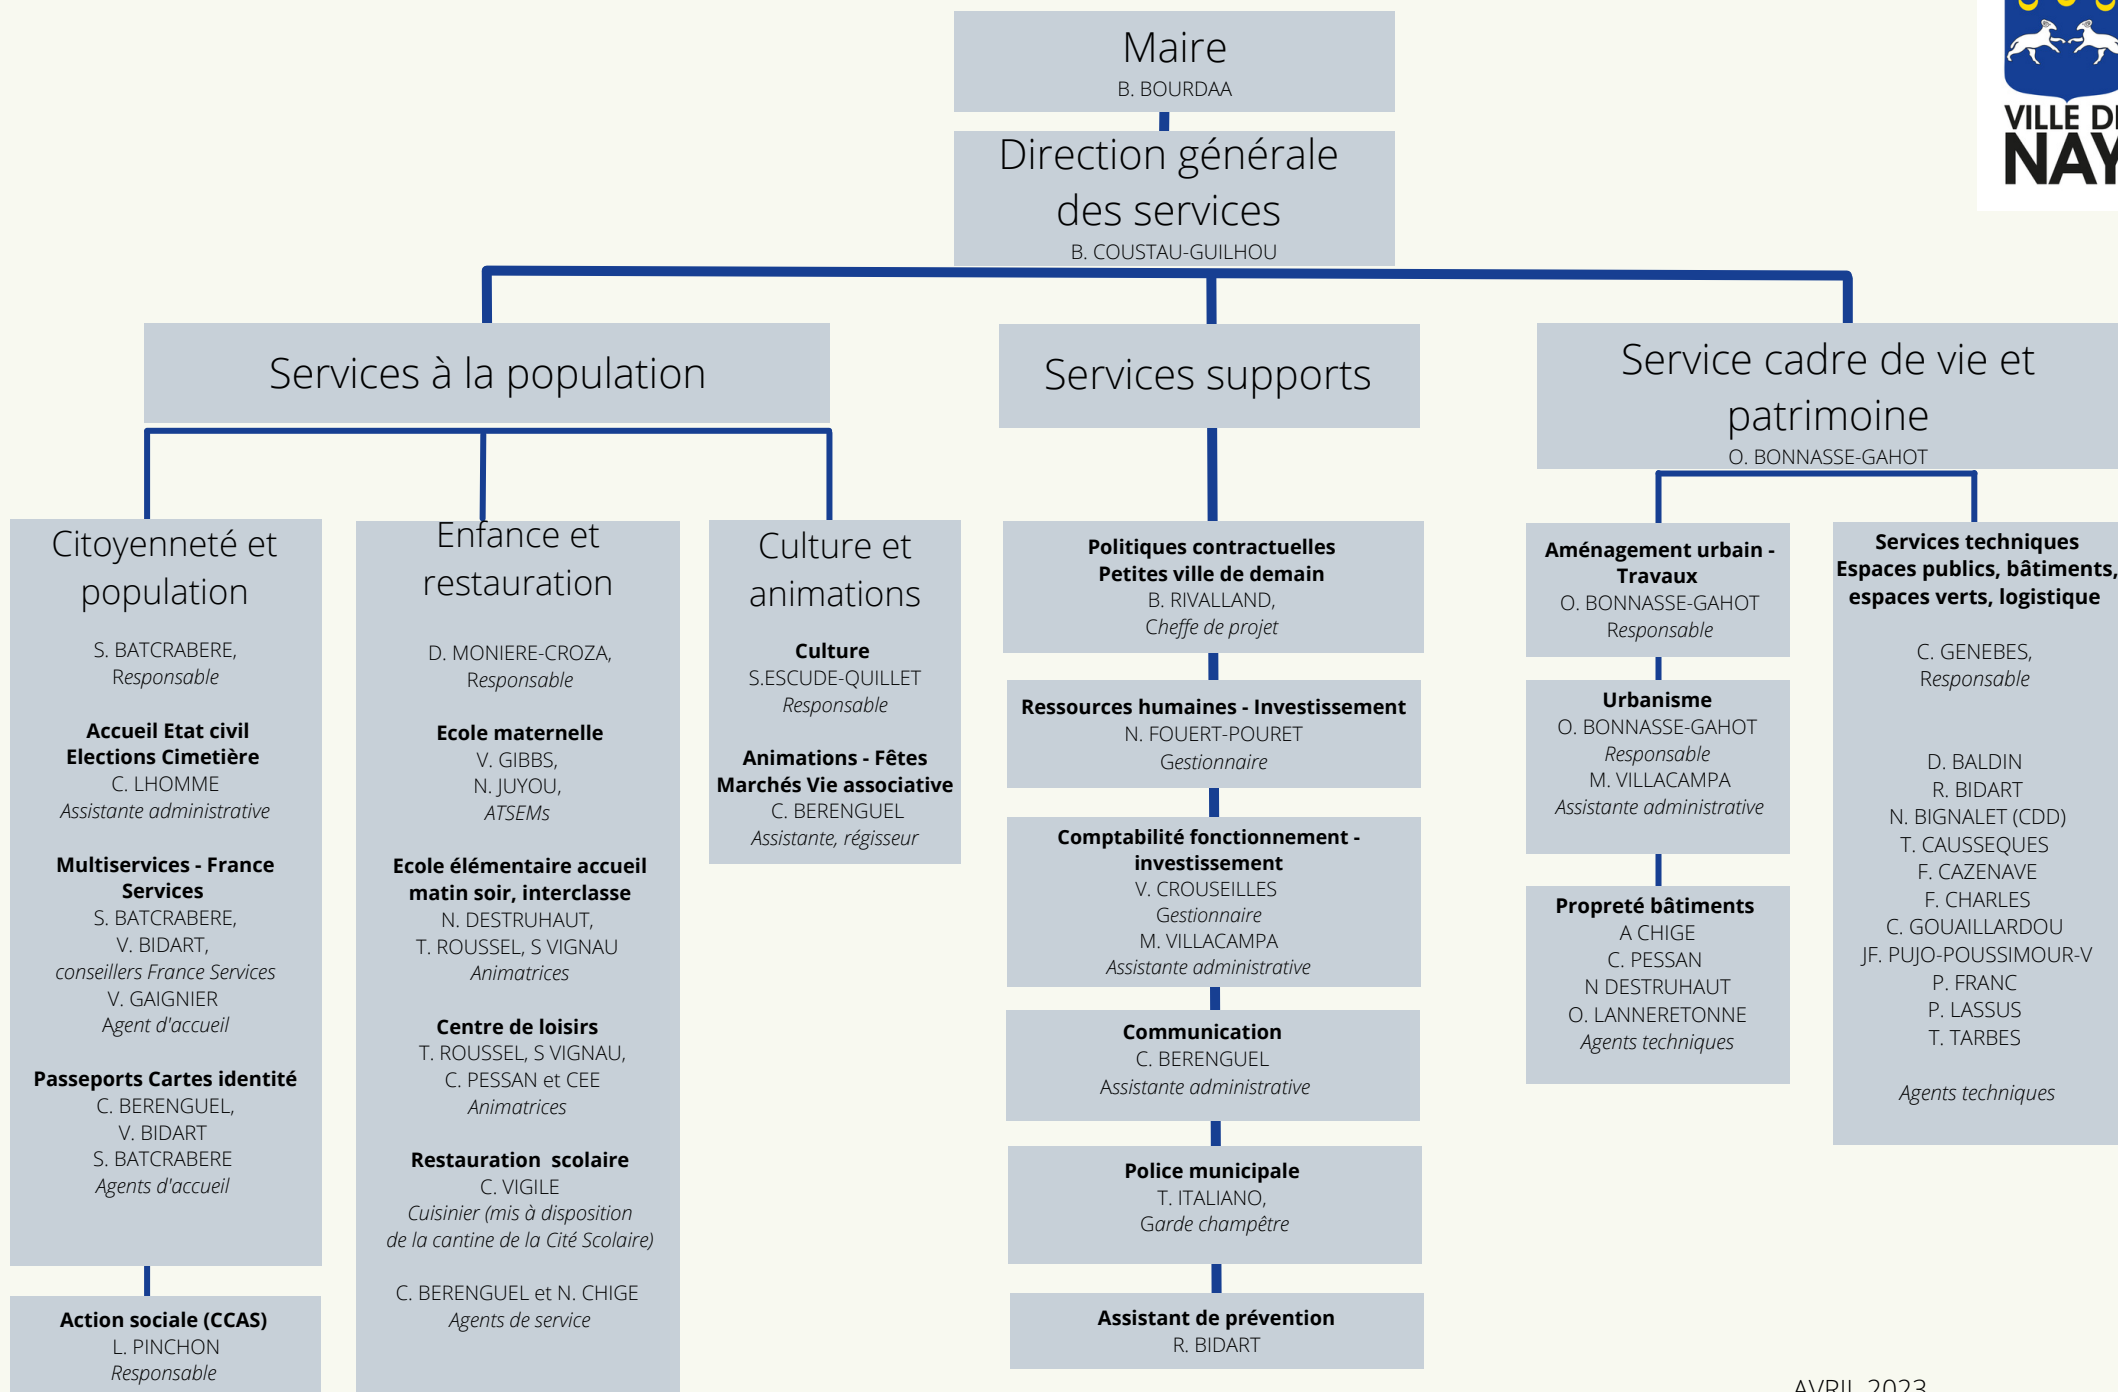 Maire
B. BOURDAA
VILLE DE
NAY
Direction générale
des services
B. COUSTAU-GUILHOU
Services à la population
Citoyenneté et
population
S. BATCRABERE,
Responsable
Accueil Etat civil
Elections Cimetière
C. LHOMME
Assistante administrative
Multiservices - France
Services
S. BATCRABERE,
V. BIDART,
conseillers France Services
V. GAIGNIER
Agent d'accueil
Passeports Cartes identité
C. BERENGUEL,
V. BIDART
S. BATCRABERE
Agents d'accueil
Action sociale (CCAS)
L. PINCHON
Responsable
Enfance et
restauration
D. MONIERE-CROZA,
Responsable
Ecole maternelle
V. GIBBS,
N. JUYOU,
ATSEMs
Ecole élémentaire accueil
matin soir, interclasse
N. DESTRUHAUT,
T. ROUSSEL, S VIGNAU
Animatrices
Centre de loisirs
T. ROUSSEL, S VIGNAU,
C. PESSAN et CEE
Animatrices
Restauration scolaire
C. VIGILE
Cuisinier (mis à disposition
de la cantine de la Cité Scolaire)
C. BERENGUEL et N. CHIGE
Agents de service
Culture et
animations
Culture
S.ESCUDE-QUILLET
Responsable
Animations - Fêtes
Marchés Vie associative
C. BERENGUEL
Assistante, régisseur
Services supports
Politiques contractuelles
Petites ville de demain
B. RIVALLAND,
Cheffe de projet
Ressources humaines - Investissement
N. FOUERT-POURET
Gestionnaire
Comptabilité fonctionnement -
investissement
V. CROUSEILLES
Gestionnaire
M. VILLACAMPA
Assistante administrative
Communication
C. BERENGUEL
Assistante administrative
Police municipale
T. ITALIANO,
Garde champêtre
Assistant de prévention
R. BIDART
Service cadre de vie et
patrimoine
O. BONNASSE-GAHOT
Aménagement urbain -
Travaux
O. BONNASSE-GAHOT
Responsable
Urbanisme
O. BONNASSE-GAHOT
Responsable
M. VILLACAMPA
Assistante administrative
Propreté bâtiments
A CHIGE
C. PESSAN
N DESTRUHAUT
O. LANNERETONNE
Agents techniques
Services techniques
Espaces publics, bâtiments,
espaces verts, logistique
C. GENEBES,
Responsable
D. BALDIN
R. BIDART
N. BIGNALET (CDD)
T. CAUSSEQUES
F. CAZENAVE
F. CHARLES
C. GOUAILLARDOU
JF. PUJO-POUSSIMOUR-V
P. FRANC
P. LASSUS
T. TARBES
Agents techniques
AVRIL 2023